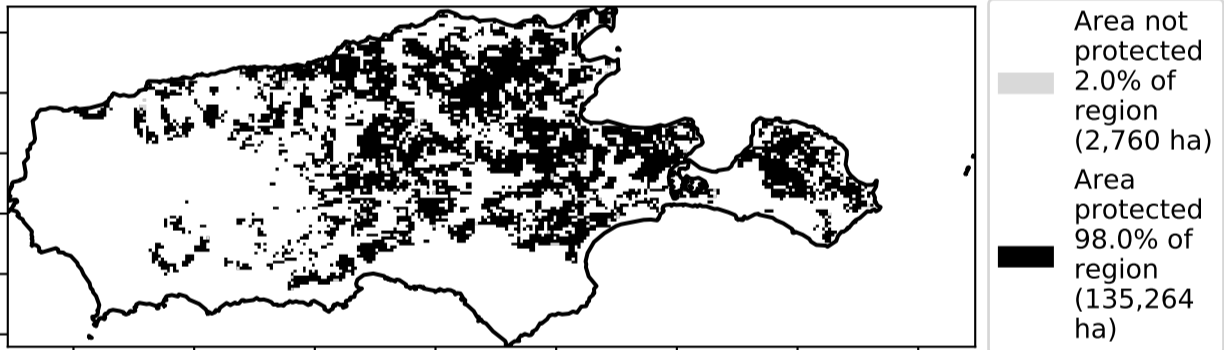 Area not
protected
2.0% of
region
(2,760 ha)
Area
protected
98.0% of
region
(135,264
ha)